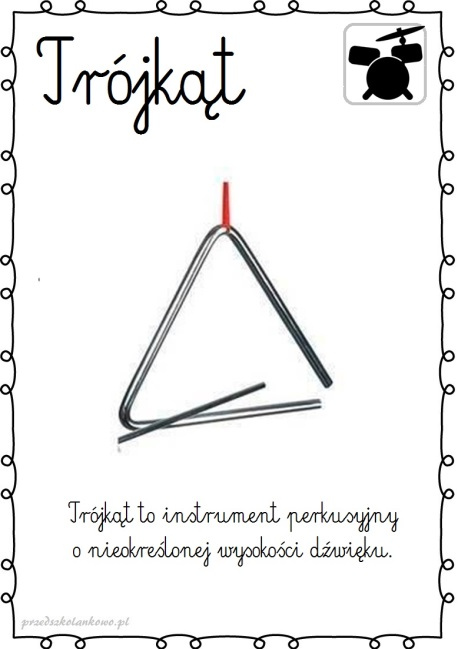 Trójkąt
Trójkąt to instrument perkusyjny
o nieokreślonej wysokości dźwięku.
przedszkolankowo.pl